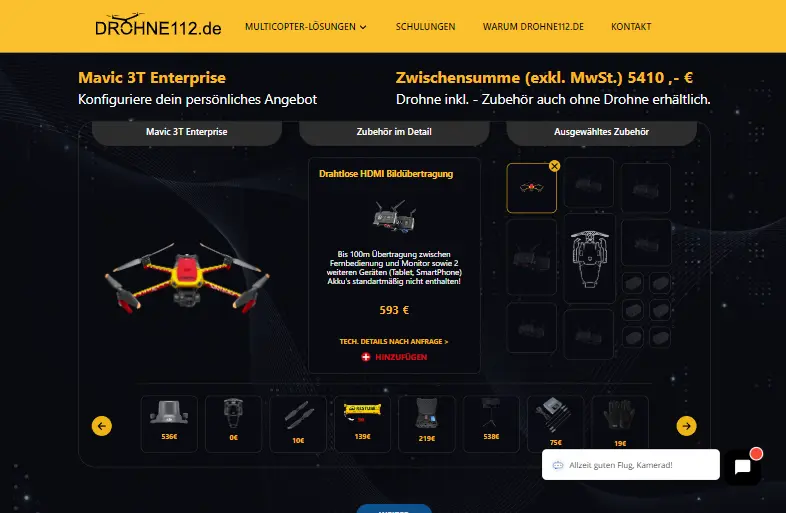 DROHNE112.de
MULTICOPTER-LÖSUNGEN
SCHULUNGEN
WARUM DROHNE112.DE
KONTAKT
Mavic 3T Enterprise
Konfiguriere dein persönliches Angebot
Zwischensumme (exkl. MwSt.) 5410 ,- €
Drohne inkl. - Zubehör auch ohne Drohne erhältlich.
Mavic 3T Enterprise
Zubehör im Detail
Ausgewähltes Zubehör
Drahtlose HDMI Bildübertragung
Bis 100m Übertragung zwischen
Fernbedienung und Monitor sowie 2
weiteren Geräten (Tablet, SmartPhone)
Akku's standartmäßig nicht enthalten!
593 €
TECH. DETAILS NACH ANFRAGE >
HINZUFÜGEN
536€
0€
10€
139€
219€
538€
75€
19€
Allzeit guten Flug, Kamerad!